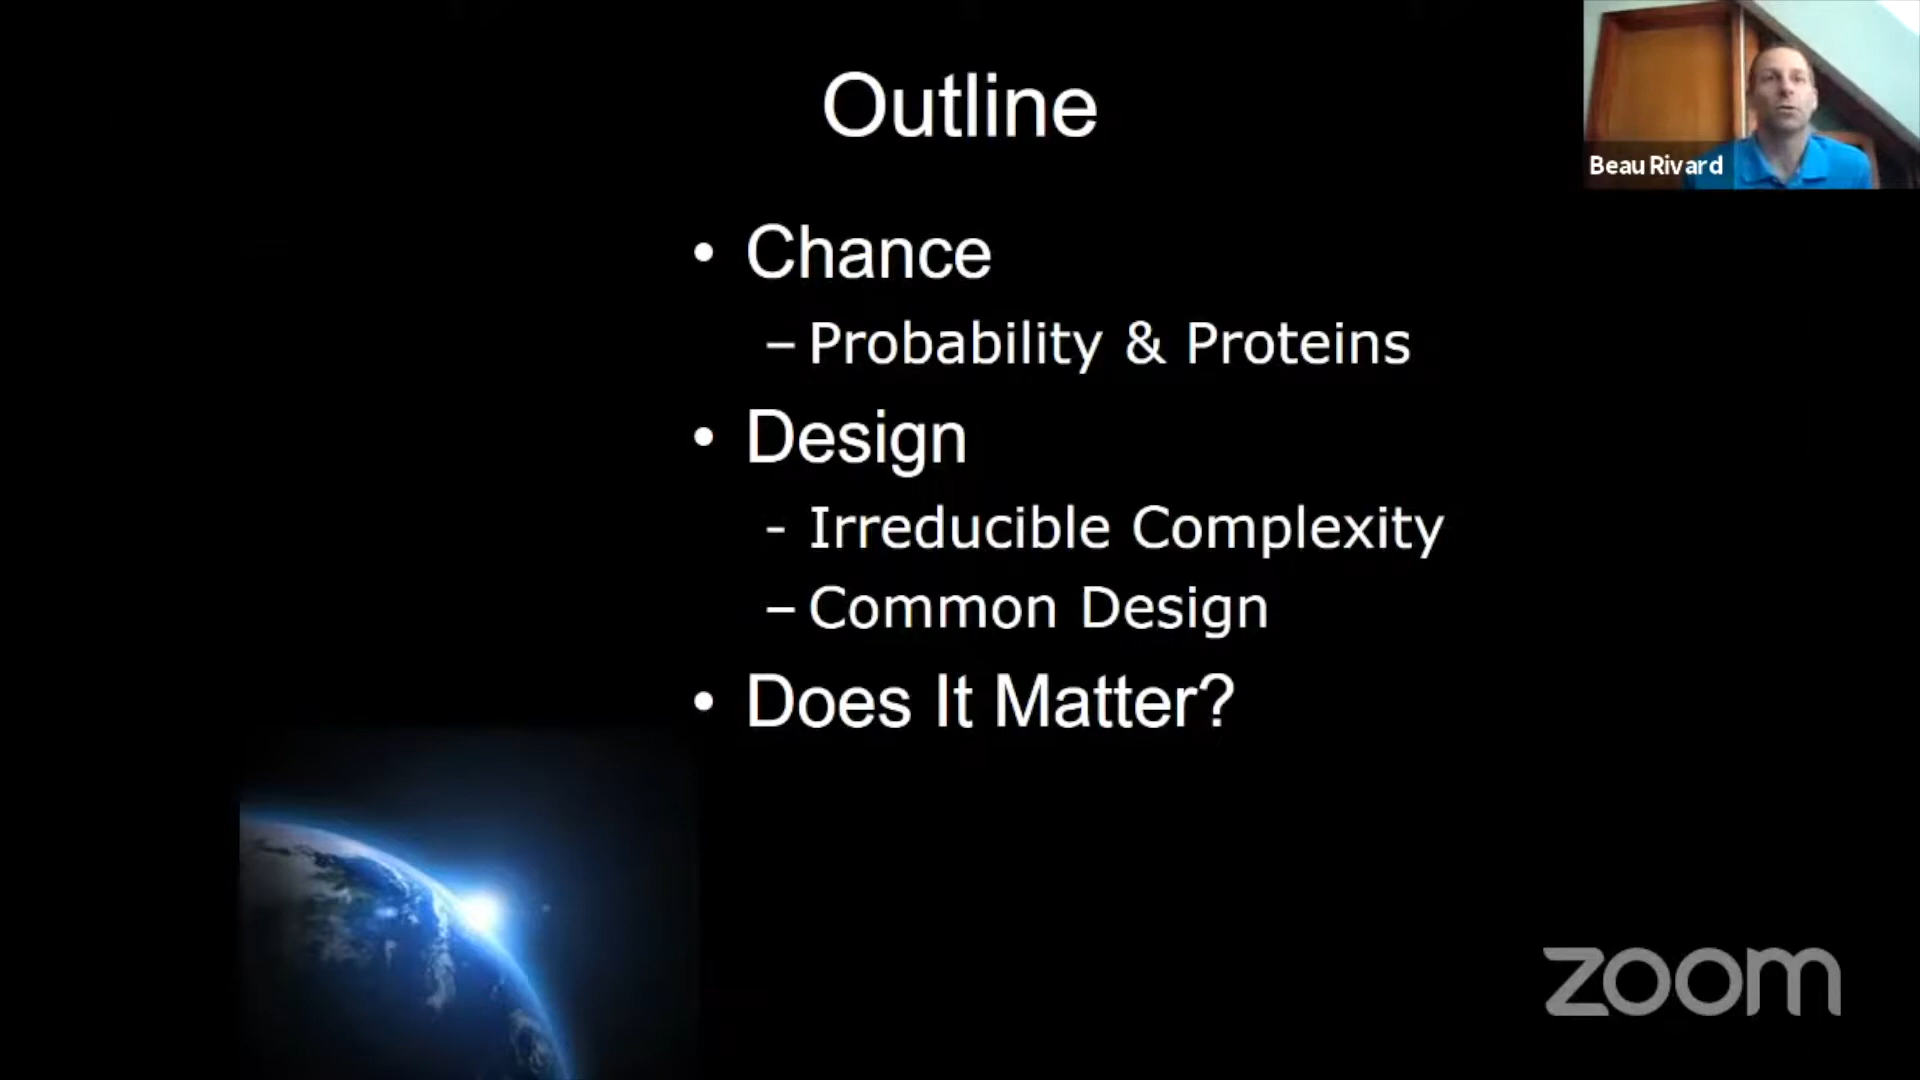 Outline
Beau Rivard
• Chance
– Probability & Proteins
• Design
- Irreducible Complexity
– Common Design
• Does It Matter?
zoom